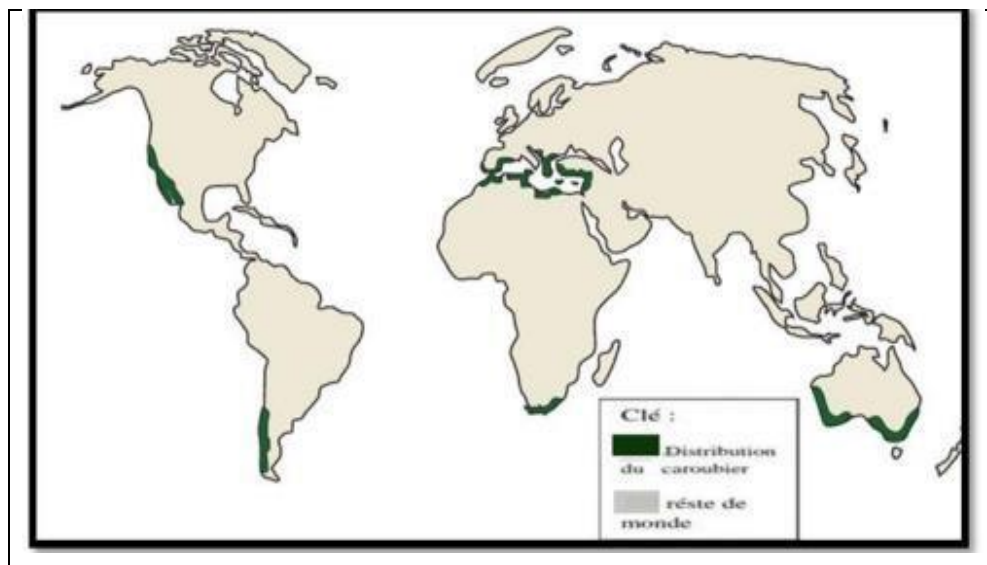 Clé :
Distribution
du caroubier
réste de
monde